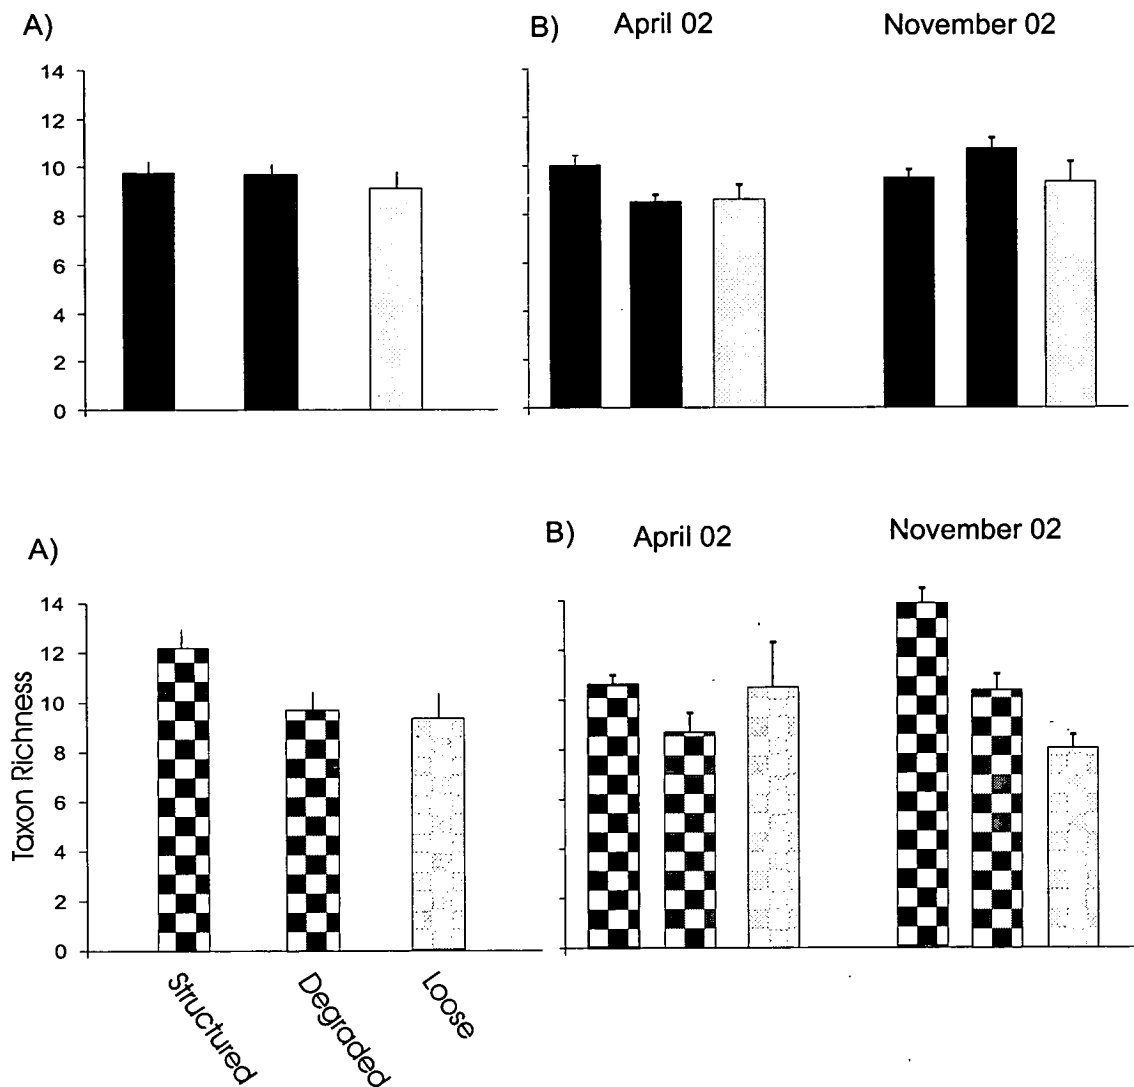 A)
B)
April 02
November 02
14
12
10
8
6
4
2
0
A)
B)
April 02
November 02
Taxon Richness
14
12
10
8
6
4
2
0
Structured
Degraded
Loose